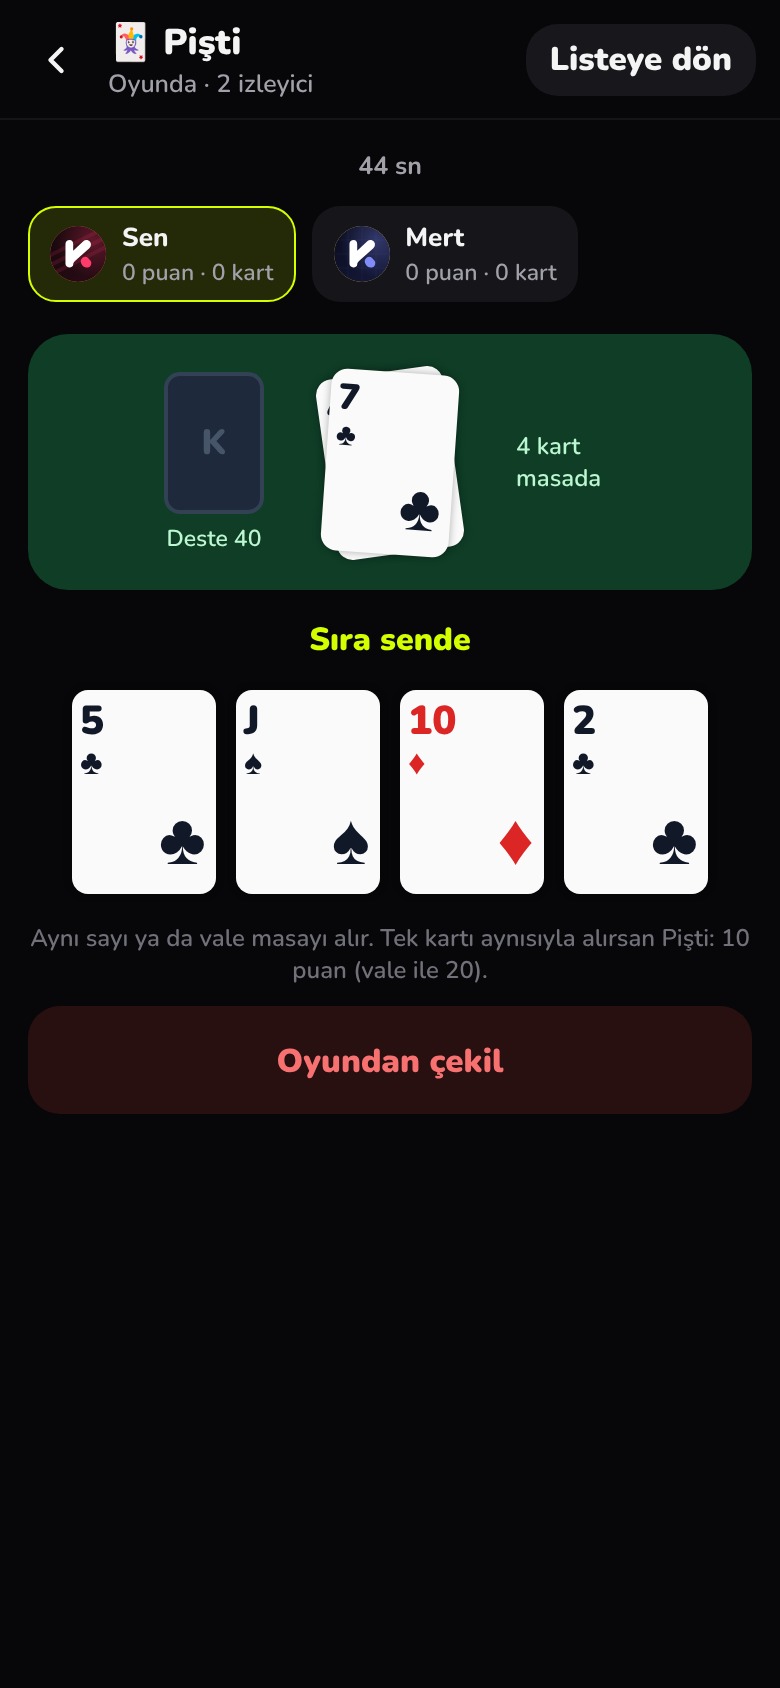 Pişti
Listeye dön
Oyunda · 2 izleyici
44 sn
Sen
0 puan · 0 kart
Mert
0 puan · 0 kart
K
Deste 40
7
4 kart
masada
Sıra sende
5
J
10
2
Aynı sayı ya da vale masayı alır. Tek kartı aynısıyla alırsan Pişti: 10
puan (vale ile 20).
Oyundan çekil